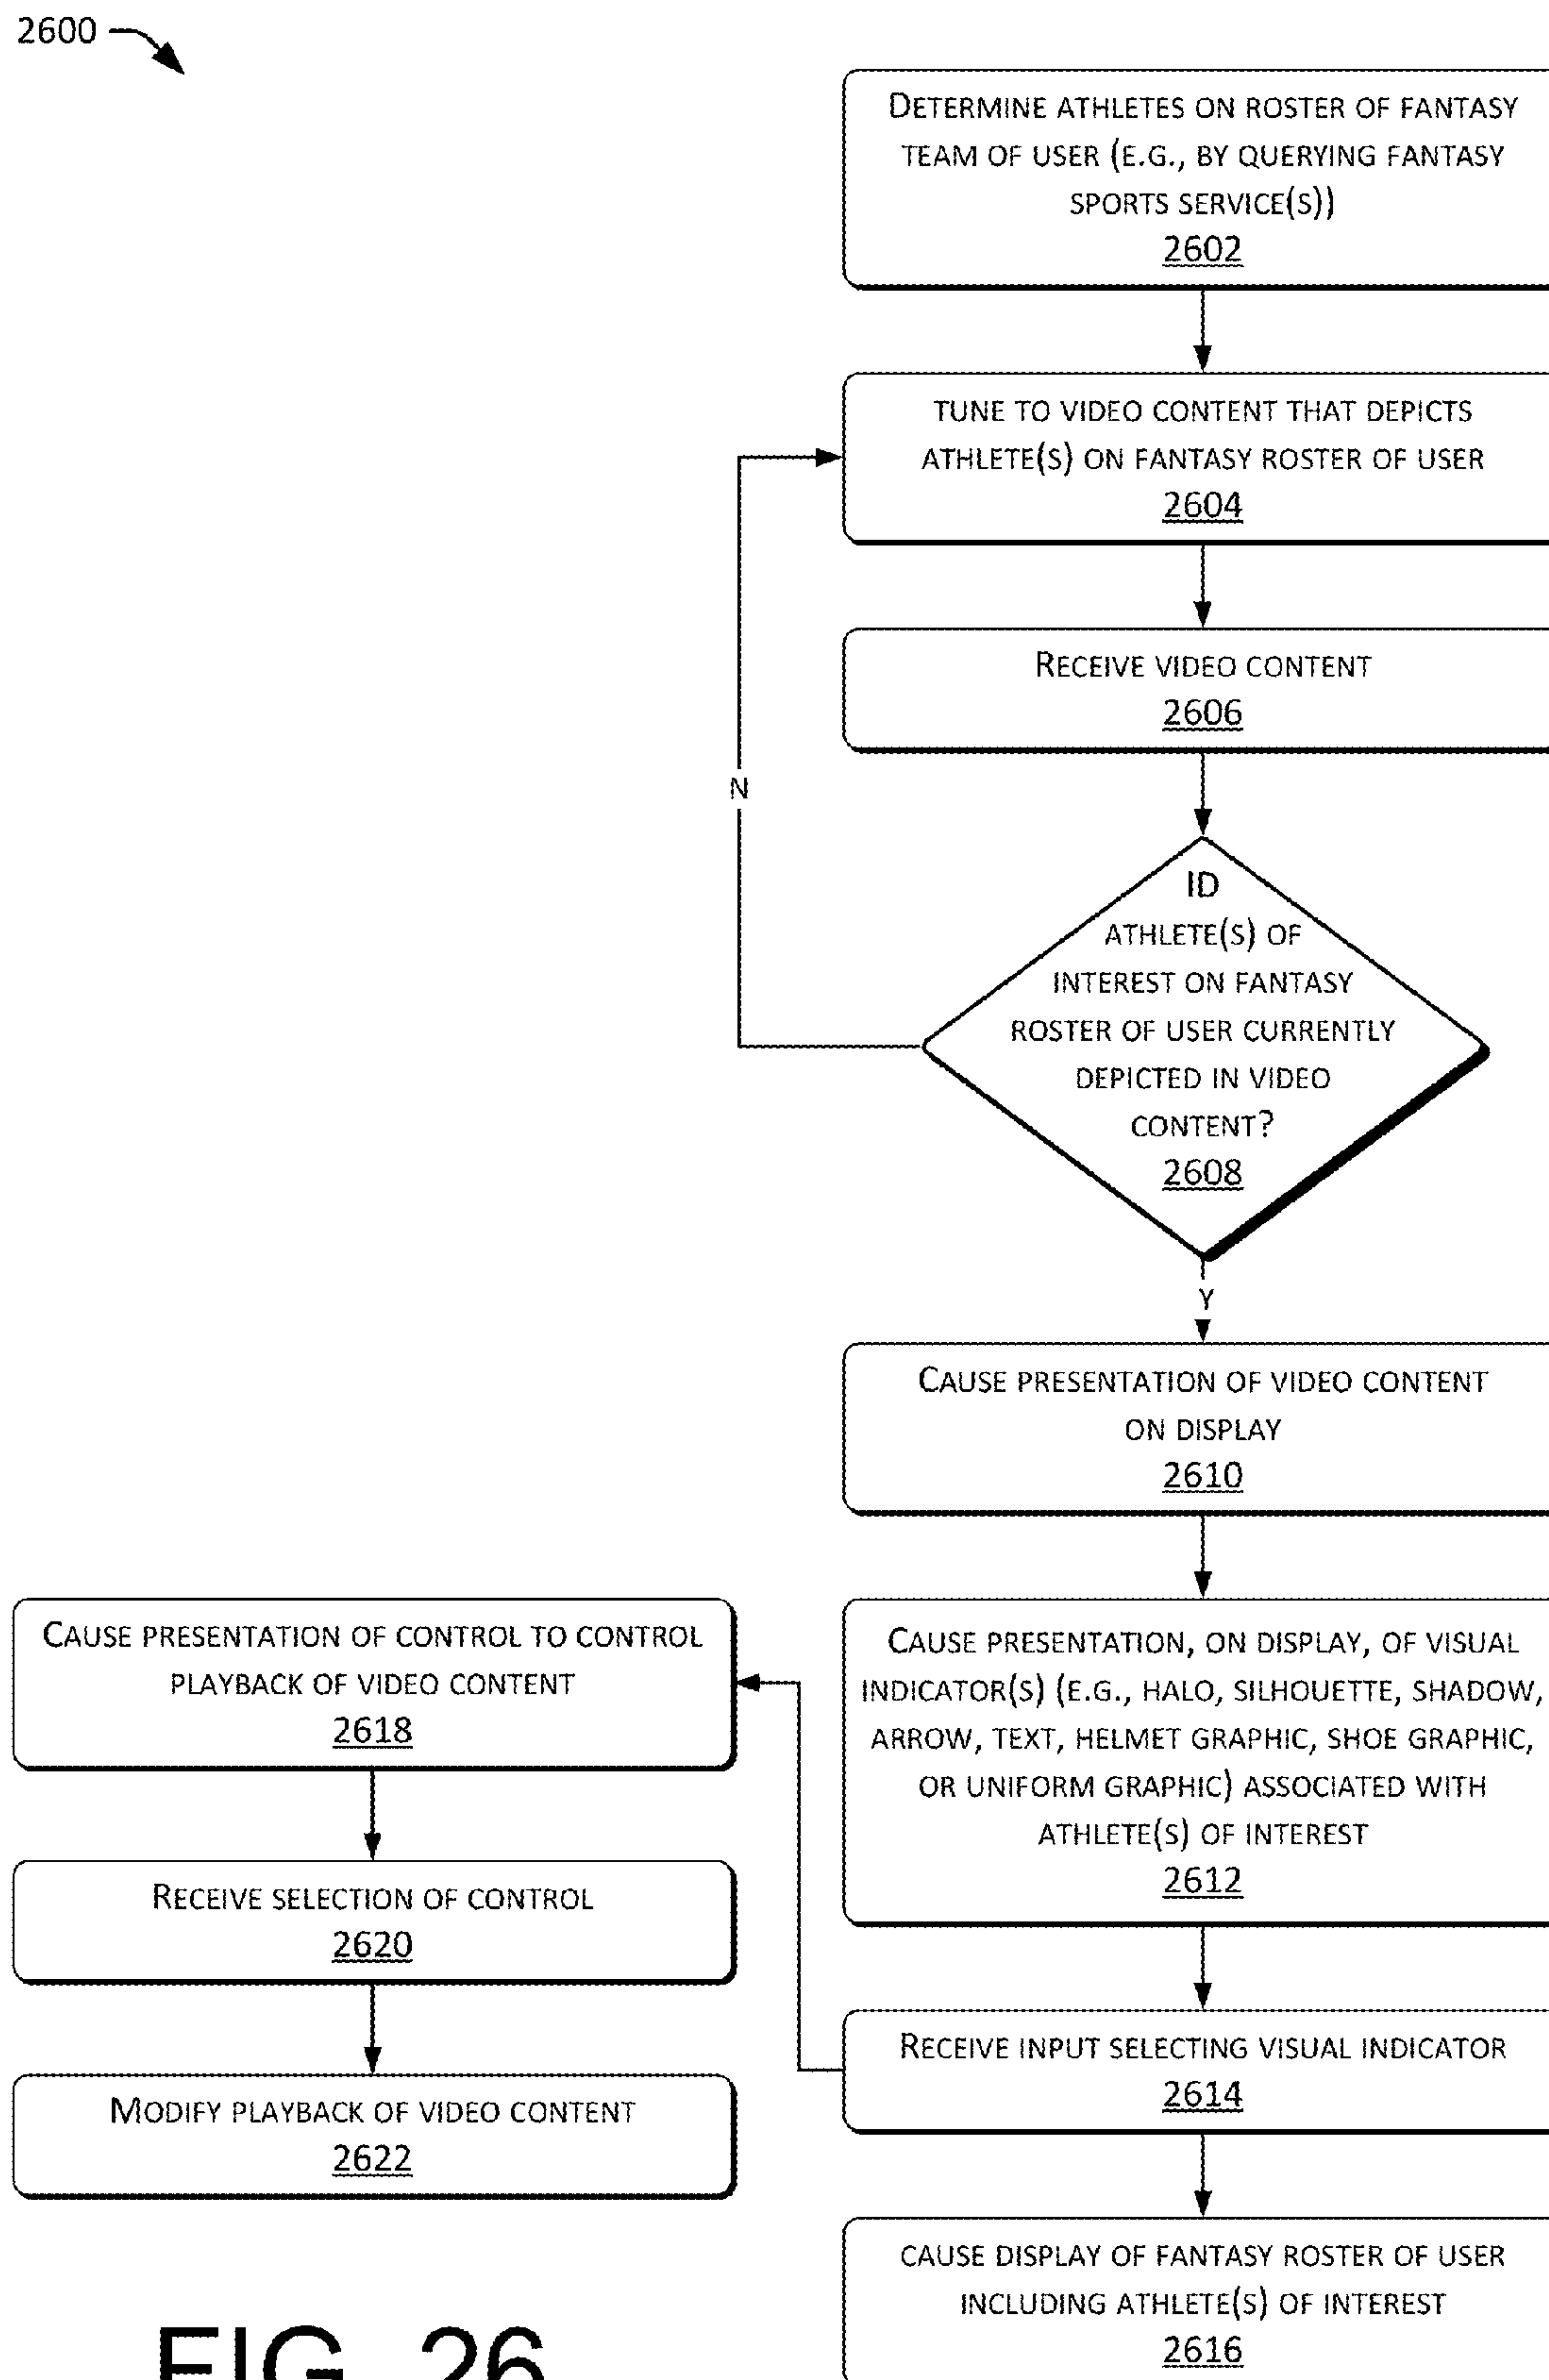 2600
DETERMINE ATHLETES ON ROSTER OF FANTASY
TEAM OF USER (E.G., BY QUERYING FANTASY
SPORTS SERVICE(S))
2602
TUNE TO VIDEO CONTENT THAT DEPICTS
ATHLETE(S) ON FANTASY ROSTER OF USER
2604
RECEIVE VIDEO CONTENT
2606
N
ID
ATHLETE(S) OF
INTEREST ON FANTASY
ROSTER OF USER CURRENTLY
DEPICTED IN VIDEO
CONTENT?
2608
Y
CAUSE PRESENTATION OF VIDEO CONTENT
ON DISPLAY
2610
CAUSE PRESENTATION, ON DISPLAY, OF VISUAL
INDICATOR(S) (E.G., HALO, SILHOUETTE, SHADOW,
ARROW, TEXT, HELMET GRAPHIC, SHOE GRAPHIC,
OR UNIFORM GRAPHIC) ASSOCIATED WITH
ATHLETE(S) OF INTEREST
2612
RECEIVE INPUT SELECTING VISUAL INDICATOR
2614
CAUSE DISPLAY OF FANTASY ROSTER OF USER
INCLUDING ATHLETE(S) OF INTEREST
2616
CAUSE PRESENTATION OF CONTROL TO CONTROL
PLAYBACK OF VIDEO CONTENT
2618
RECEIVE SELECTION OF CONTROL
2620
MODIFY PLAYBACK OF VIDEO CONTENT
2622
FIG. 26